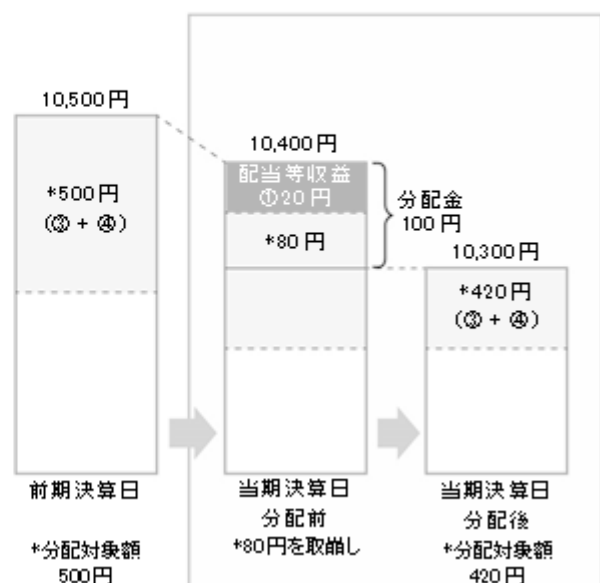 10,500円
*500円
(③ + ④)
前期決算日
*分配対象額
500円
10,400円
配当等収益
①20円
*80円
分配金
100円
当期決算日
分配前
*80円を取崩し
10,300円
*420円
(③ + ④)
当期決算日
分配後
*分配対象額
420円